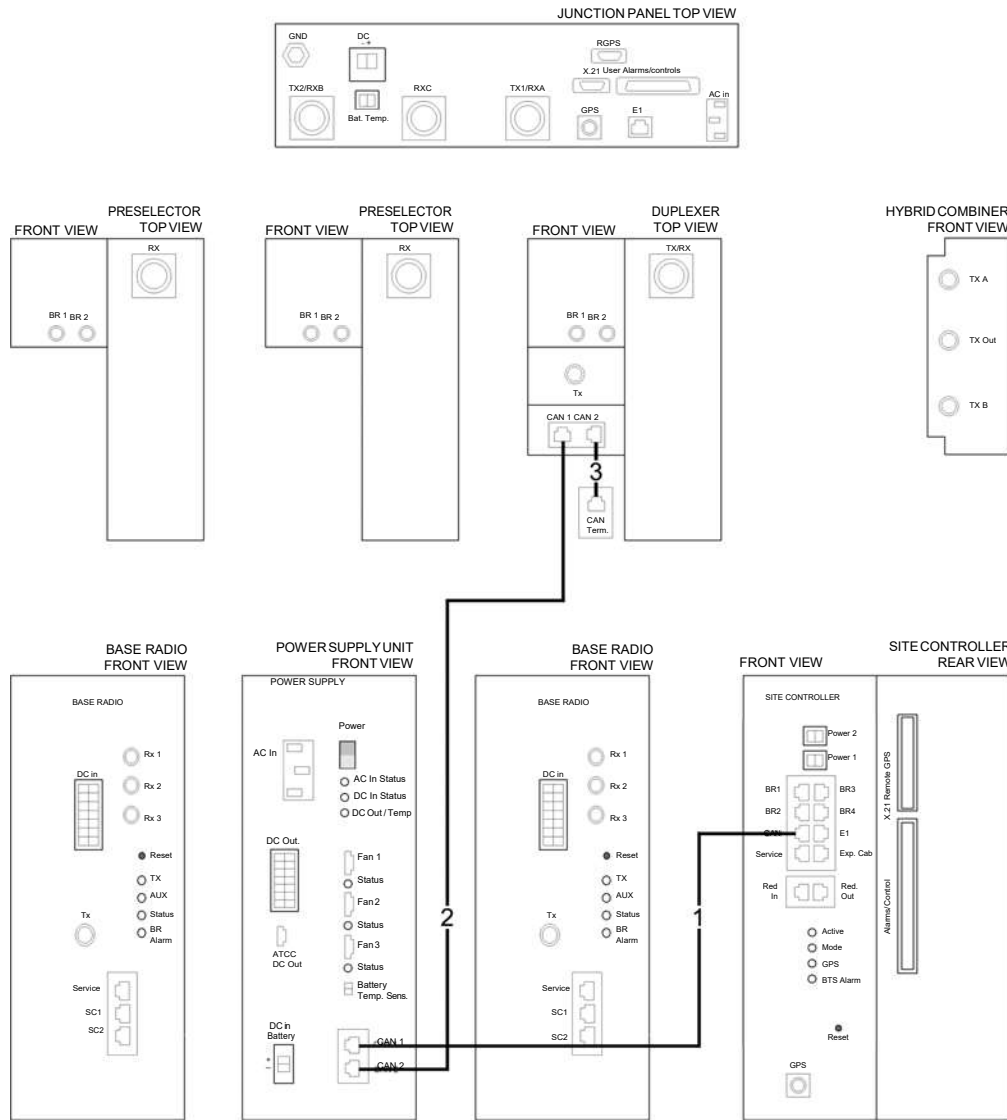 JUNCTION PANEL TOP VIEW
GND
DC
- +
RGPS
X.21 User Alarms/controls
TX2/RXB
RXC
TX1/RXA
AC in
Bat. Temp.
GPS
E1
PRESELECTOR
FRONT VIEW
TOP VIEW
RX
BR 1 BR 2
PRESELECTOR
FRONT VIEW
TOP VIEW
RX
BR 1 BR 2
DUPLEXER
FRONT VIEW
TOP VIEW
TX/RX
BR 1 BR 2
Tx
CAN 1 CAN 2
3
CAN
Term.
HYBRID COMBINER
FRONT VIEW
TX A
TX Out
TX B
BASE RADIO
FRONT VIEW
BASE RADIO
Rx 1
DC in
Rx 2
Rx 3
Reset
TX
AUX
Tx
Status
BR
Alarm
Service
SC1
SC2
POWER SUPPLY UNIT
FRONT VIEW
POWER SUPPLY
Power
AC In
AC In Status
DC In Status
DC Out / Temp
DC Out.
Fan 1
Status
Fan2
Status
ATCC
DC Out
Fan 3
Status
Battery
Temp. Sens.
DC in
Battery
+
-
CAN 1
CAN 2
2
BASE RADIO
FRONT VIEW
BASE RADIO
Rx 1
DC in
Rx 2
Rx 3
Reset
TX
AUX
Tx
Status
BR
Alarm
Service
SC1
SC2
1
SITE CONTROLLER
FRONT VIEW
REAR VIEW
SITE CONTROLLER
Power 2
Power 1
BR1
BR3
BR2
BR4
CAN
E1
Service
Exp. Cab
Red
In
Red.
Out
Active
Mode
GPS
BTS Alarm
Reset
GPS
X.21 Remote GPS
Alarms/Control